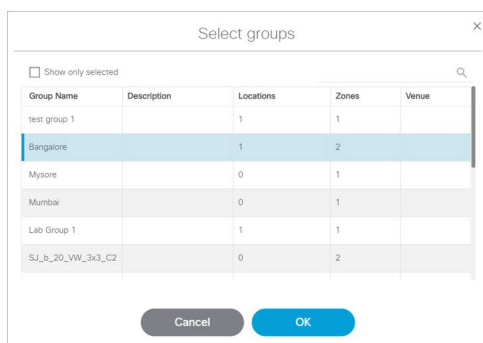 Select groups
Show only selected
Group Name Description Locations Zones Venue
test group 1 1 1
Bangalore 1 2
Mysore 0 1
Mumbai 0 1
Lab Group 1 1 1
SJ_b_20_VW_3x3_C2 0 2
Cancel OK